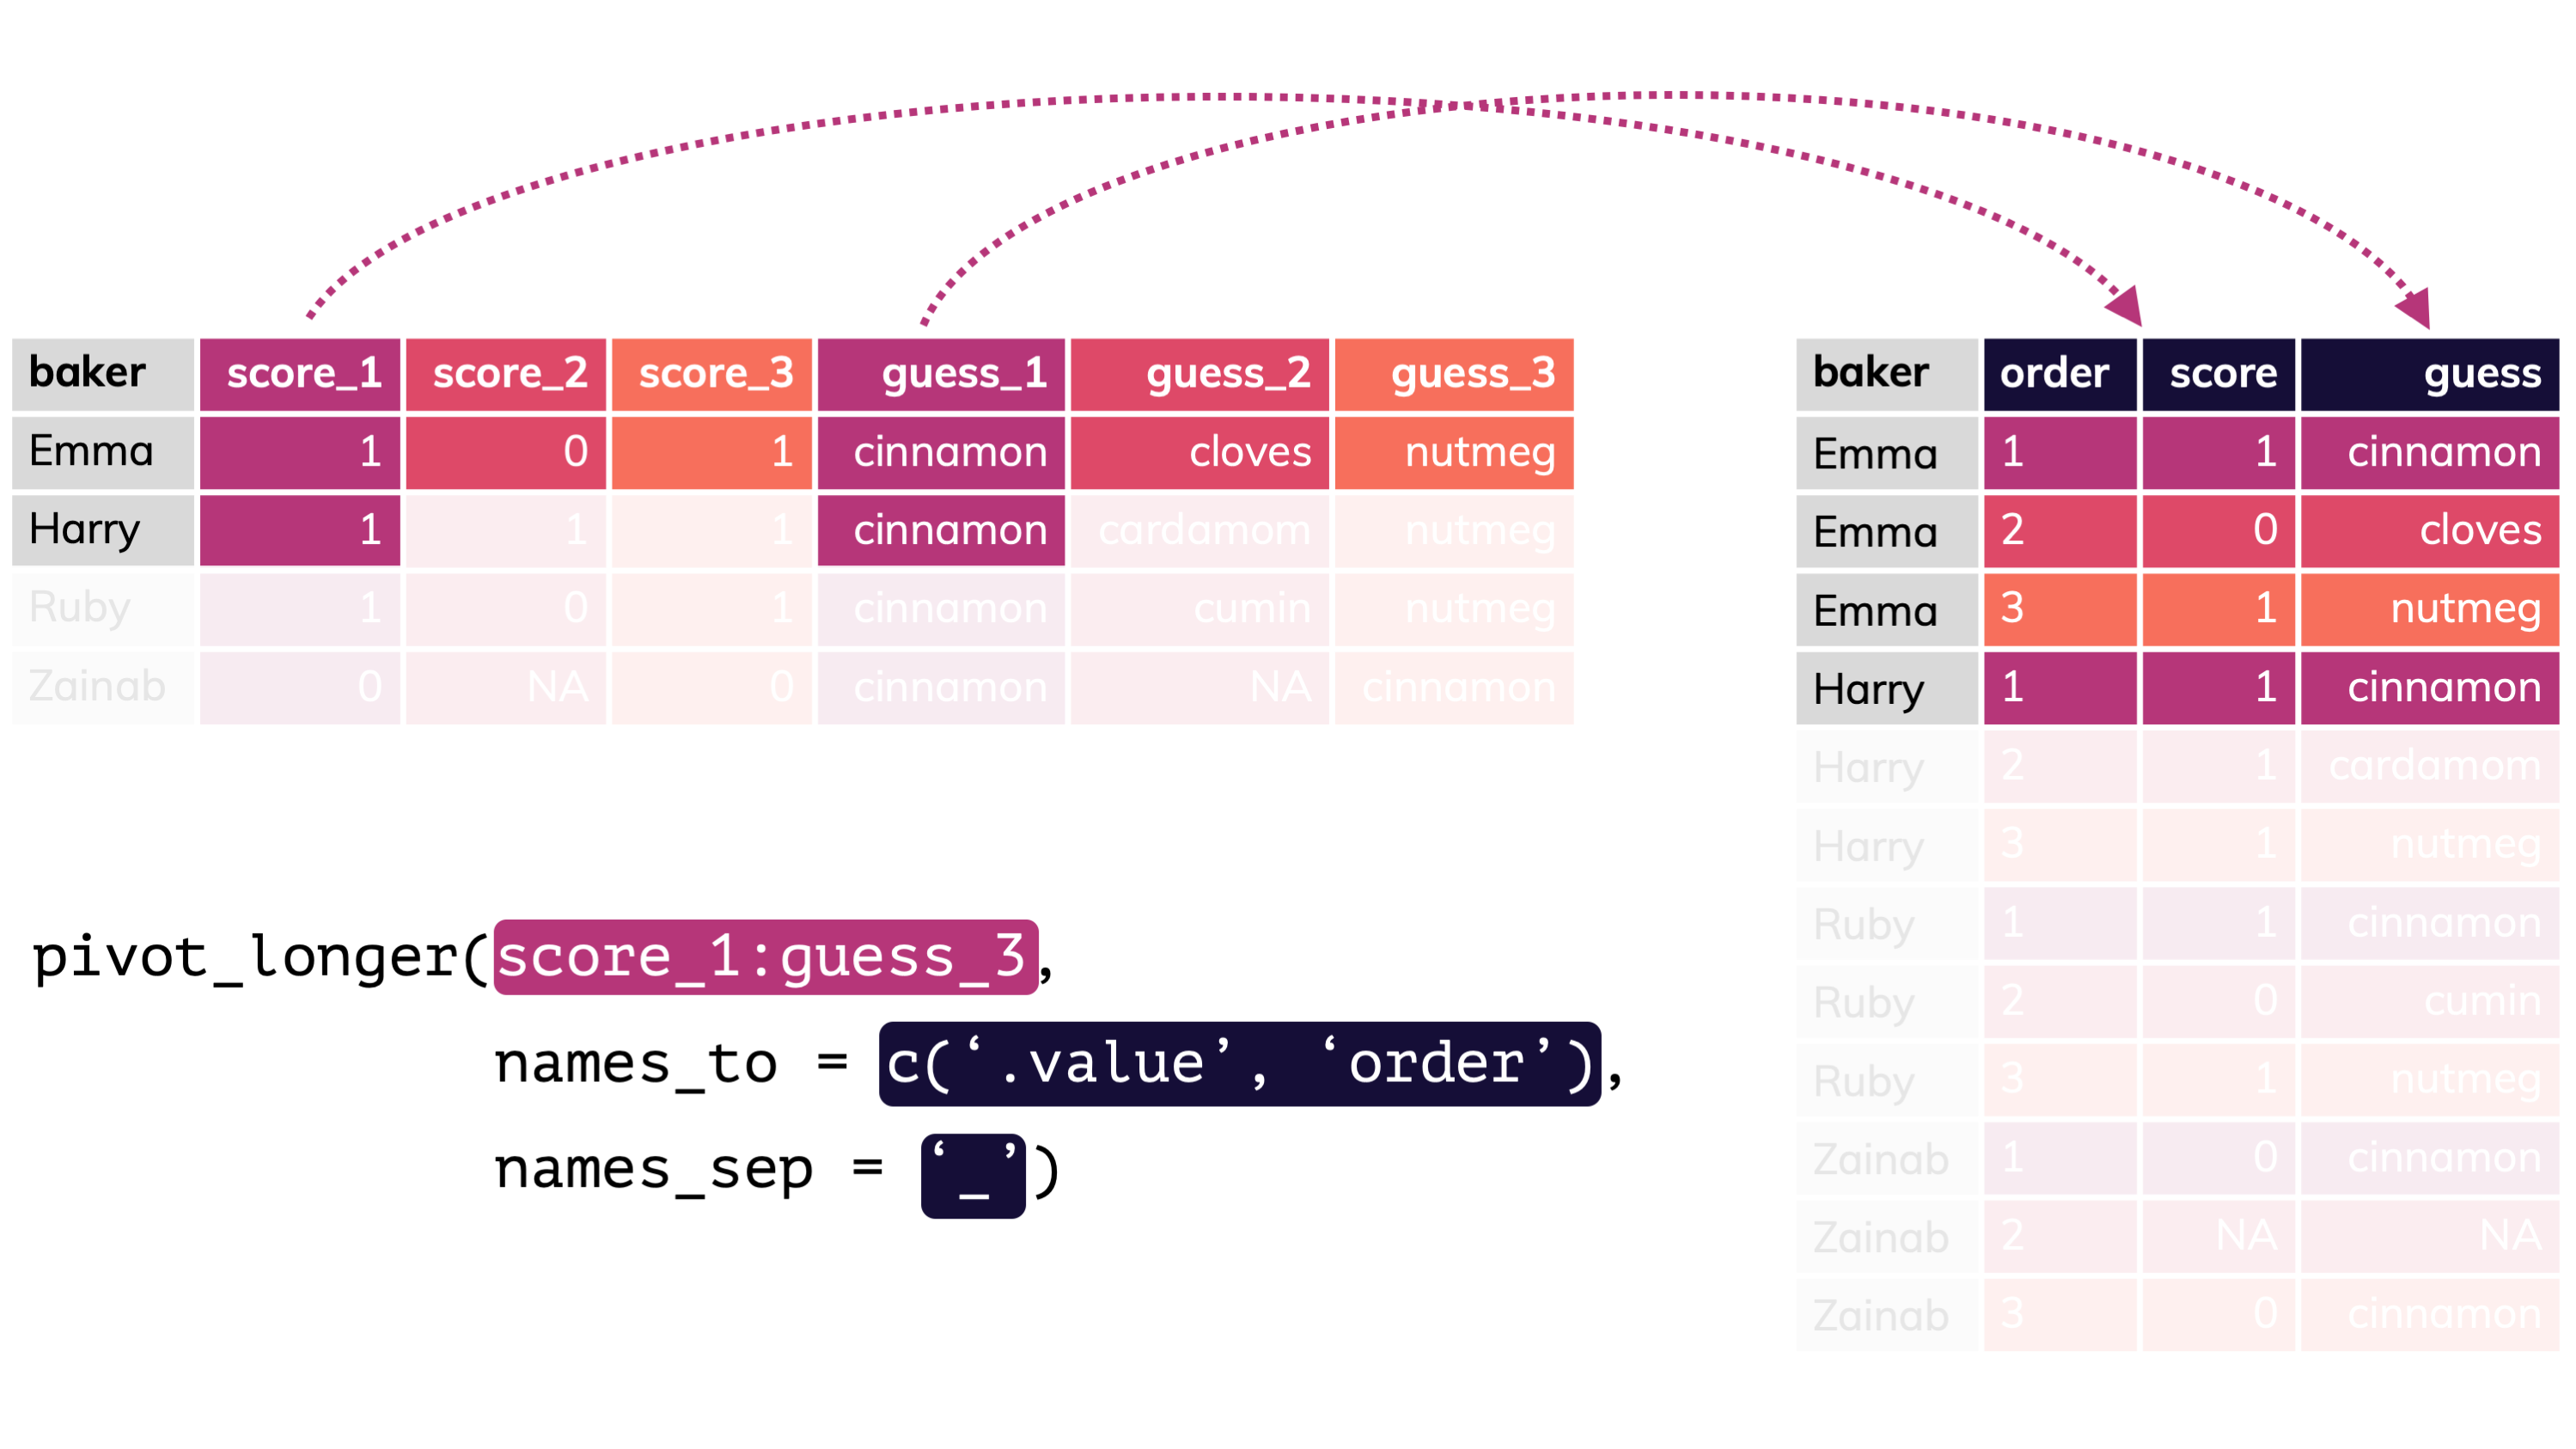 baker score_1 score_2 score_3 guess_1 guess_2 guess_3
Emma 1 0 1 cinnamon cloves nutmeg
Harry 1 1 1 cinnamon cardamom nutmeg
Ruby 1 0 1 cinnamon cumin nutmeg
Zainab 0 NA 0 cinnamon NA cinnamon
pivot_longer(score_1:guess_3,
names_to = c(‘.value’, ‘order’),
names_sep = ‘_’)
baker order score guess
Emma 1 1 cinnamon
Emma 2 0 cloves
Emma 3 1 nutmeg
Harry 1 1 cinnamon
Harry 2 1 cardamom
Harry 3 1 nutmeg
Ruby 1 1 cinnamon
Ruby 2 0 cumin
Ruby 3 1 nutmeg
Zainab 1 0 cinnamon
Zainab 2 NA NA
Zainab 3 0 cinnamon